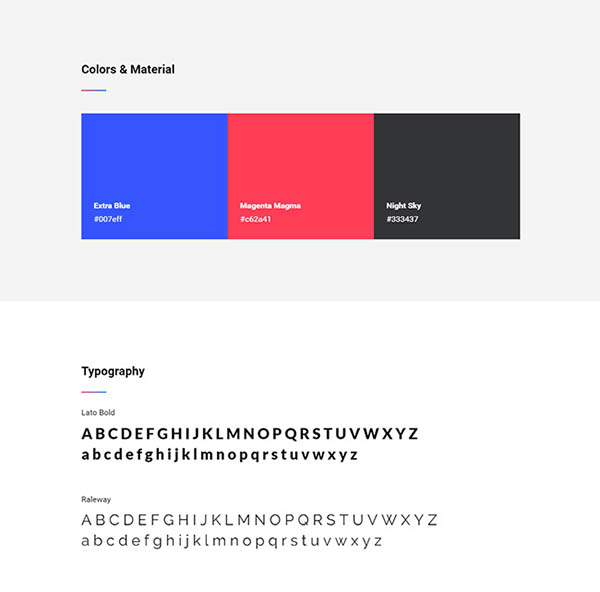 Colors & Material
Extra Blue
#007eff
Magenta Magma
#c62a41
Night Sky
#333437
Typography
Lato Bold
ABCDEFGHIJKLMNOPQRSTUVWXYZ
abcdefghijklmnopqrstuvwxyz
Raleway
ABCDEFGHIJKLMNOPQRSTUVWXYZ
abcdefghijklmnopqrstuvwxyz